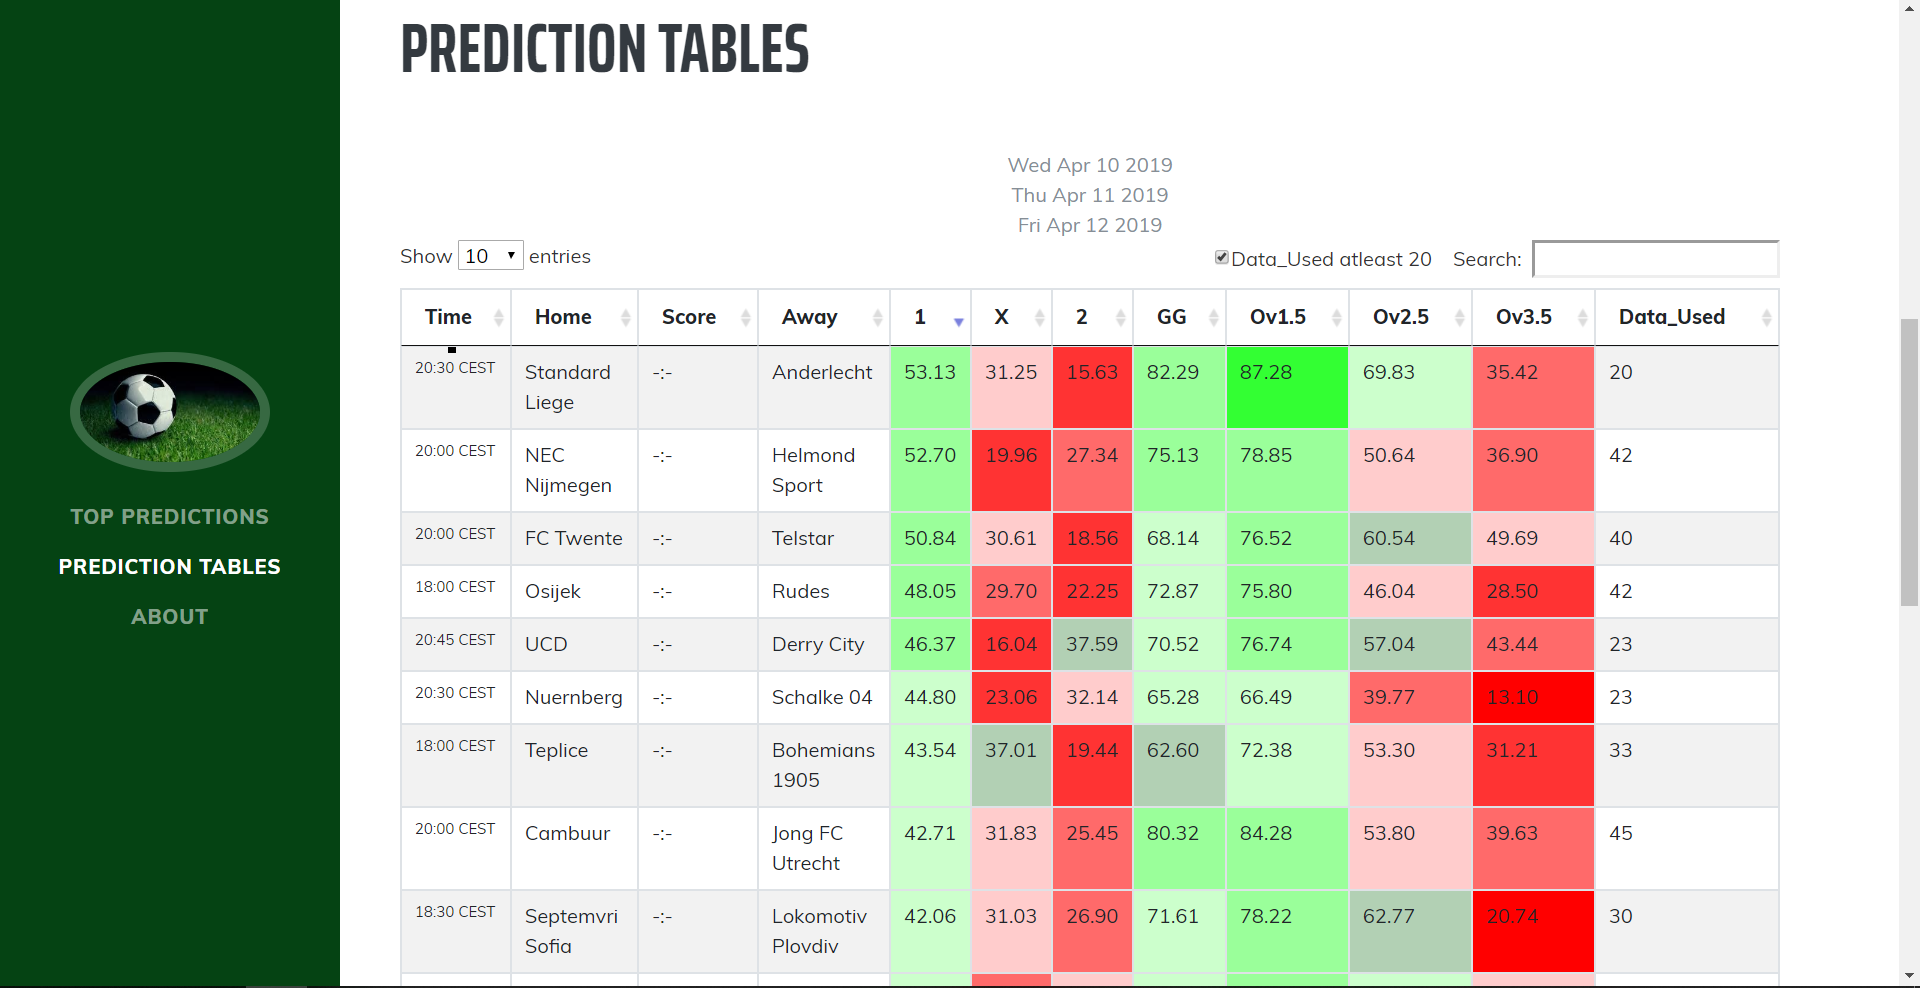 PREDICTION TABLES
Wed Apr 10 2019
Thu Apr 11 2019
Fri Apr 12 2019
Show 10 entries
Data_Used atleast 20 Search:
Time Home Score Away 1 X 2 GG Ov1.5 Ov2.5 Ov3.5 Data_Used
20:30 CEST Standard Liege -:- Anderlecht 53.13 31.25 15.63 82.29 87.28 69.83 35.42 20
20:00 CEST NEC Nijmegen -:- Helmond Sport 52.70 19.96 27.34 75.13 78.85 50.64 36.90 42
20:00 CEST FC Twente -:- Telstar 50.84 30.61 18.56 68.14 76.52 60.54 49.69 40
18:00 CEST Osijek -:- Rudes 48.05 29.70 22.25 72.87 75.80 46.04 28.50 42
20:45 CEST UCD -:- Derry City 46.37 16.04 37.59 70.52 76.74 57.04 43.44 23
20:30 CEST Nuernberg -:- Schalke 04 44.80 23.06 32.14 65.28 66.49 39.77 13.10 23
18:00 CEST Teplice -:- Bohemians 1905 43.54 37.01 19.44 62.60 72.38 53.30 31.21 33
20:00 CEST Cambuur -:- Jong FC Utrecht 42.71 31.83 25.45 80.32 84.28 53.80 39.63 45
18:30 CEST Septemvri Sofia -:- Lokomotiv Plovdiv 42.06 31.03 26.90 71.61 78.22 62.77 20.74 30
TOP PREDICTIONS
PREDICTION TABLES
ABOUT